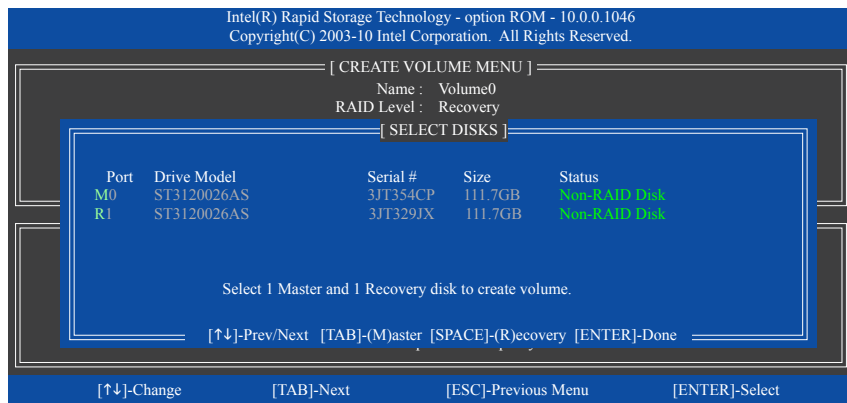 Intel(R) Rapid Storage Technology - option ROM - 10.0.0.1046
Copyright(C) 2003-10 Intel Corporation. All Rights Reserved.
[ CREATE VOLUME MENU ]
Name : Volume0
RAID Level : Recovery
[ SELECT DISKS ]
Port Drive Model Serial # Size Status
M0 ST3120026AS 3JT354CP 111.7GB Non-RAID Disk
R1 ST3120026AS 3JT329JX 111.7GB Non-RAID Disk
Select 1 Master and 1 Recovery disk to create volume.
[↑↓]-Prev/Next [TAB]-(M)aster [SPACE]-(R)ecovery [ENTER]-Done
[↑↓]-Change [TAB]-Next [ESC]-Previous Menu [ENTER]-Select